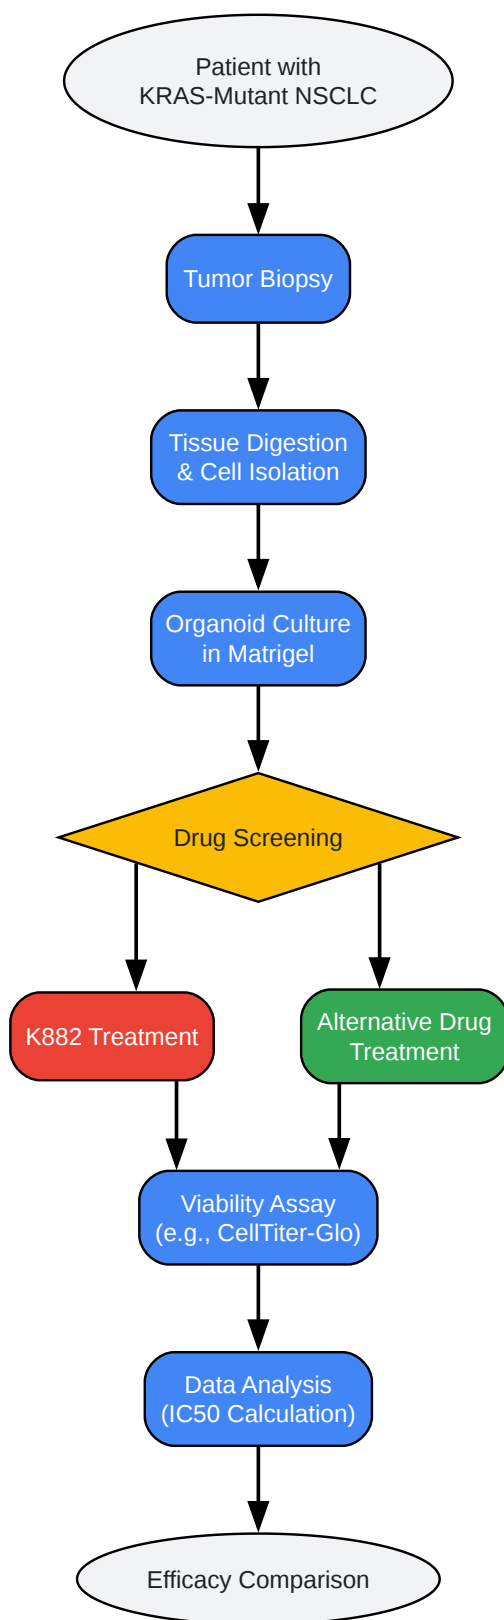 Patient with
KRAS-Mutant NSCLC
Tumor Biopsy
Tissue Digestion
& Cell Isolation
Organoid Culture
in Matrigel
Drug Screening
K882 Treatment
Alternative Drug
Treatment
Viability Assay
(e.g., CellTiter-Glo)
Data Analysis
(IC50 Calculation)
Efficacy Comparison